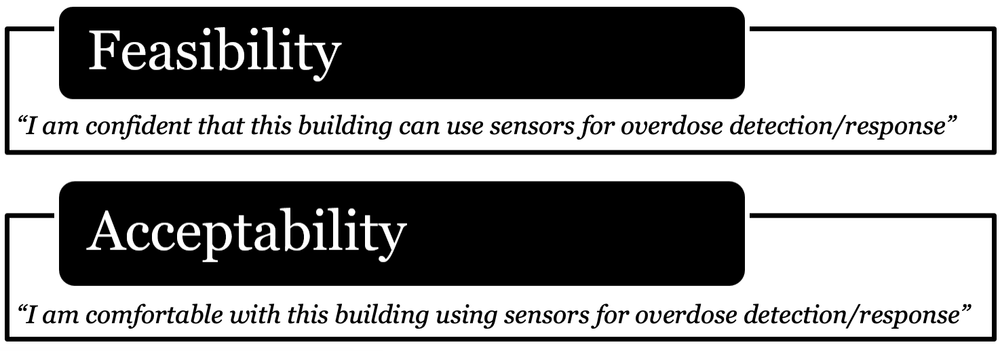 Feasibility
“I am confident that this building can use sensors for overdose detection/response”
Acceptability
“I am comfortable with this building using sensors for overdose detection/response”